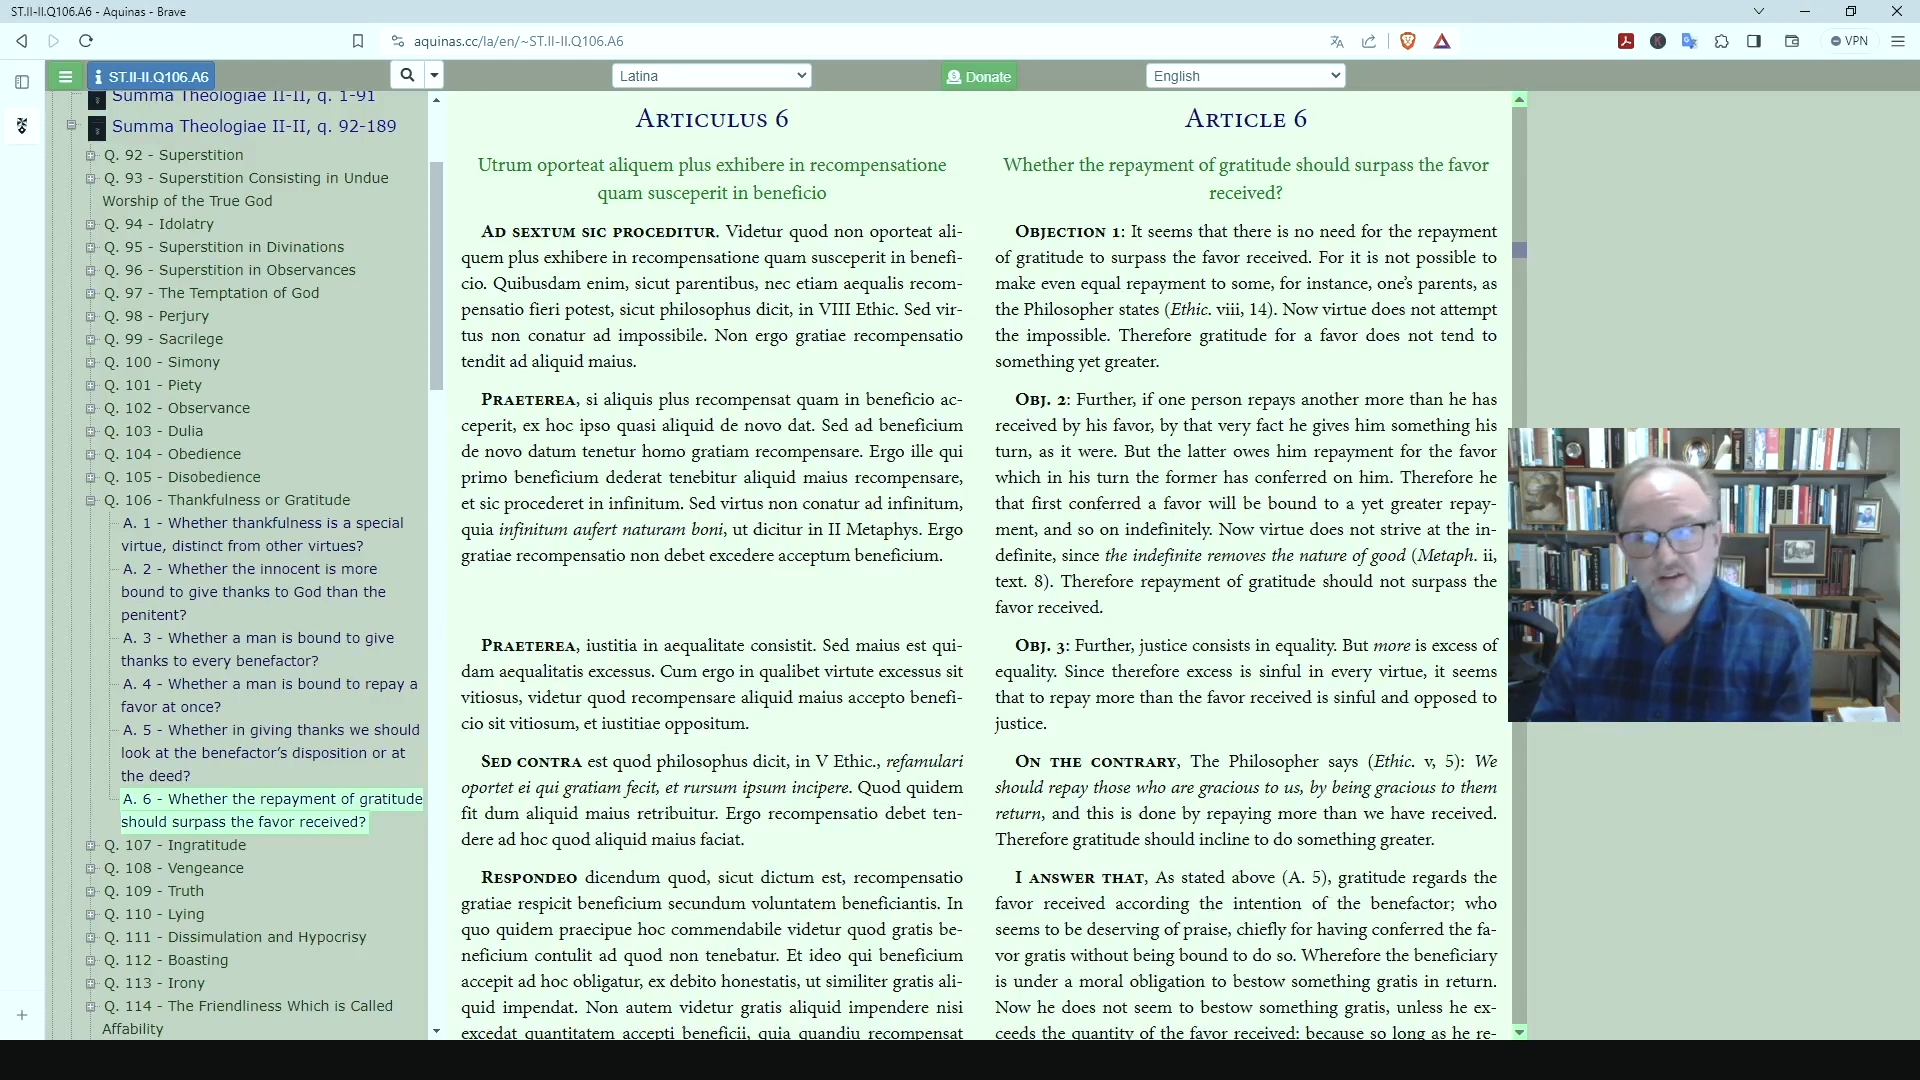 ST.II-II.Q106.A6 - Aquinas - Brave
aquinas.cc/la/en/~ST.II-II.Q106.A6
VPN
ST.II-II.Q106.A6
Latina
Donate
English
Summa Theologiae II-II, q. 1-91
Summa Theologiae II-II, q. 92-189
Q. 92 - Superstition
Q. 93 - Superstition Consisting in Undue
Worship of the True God
Q. 94 - Idolatry
Q. 95 - Superstition in Divinations
Q. 96 - Superstition in Observances
Q. 97 - The Temptation of God
Q. 98 - Perjury
Q. 99 - Sacrilege
Q. 100 - Simony
Q. 101 - Piety
Q. 102 - Observance
Q. 103 - Dulia
Q. 104 - Obedience
Q. 105 - Disobedience
Q. 106 - Thankfulness or Gratitude
A. 1 - Whether thankfulness is a special
virtue, distinct from other virtues?
A. 2 - Whether the innocent is more
bound to give thanks to God than the
penitent?
A. 3 - Whether a man is bound to give
thanks to every benefactor?
A. 4 - Whether a man is bound to repay a
favor at once?
A. 5 - Whether in giving thanks we should
look at the benefactor's disposition or at
the deed?
A. 6 - Whether the repayment of gratitude
should surpass the favor received?
Q. 107 - Ingratitude
Q. 108 - Vengeance
Q. 109 - Truth
Q. 110 - Lying
Q. 111 - Dissimulation and Hypocrisy
Q. 112 - Boasting
Q. 113 - Irony
Q. 114 - The Friendliness Which is Called
Affability
Articulus 6
Utrum oporteat aliquem plus exhibere in recompensatione
quam susceperit in beneficio
Ad sextum sic proceditur. Videtur quod non oporteat ali-
quem plus exhibere in recompensatione quam susceperit in benefi-
cio. Quibusdam enim, sicut parentibus, nec etiam aequalis recom-
pensatio fieri potest, sicut philosophus dicit, in VIII Ethic. Sed vir-
tus non conatur ad impossibile. Non ergo gratiae recompensatio
tendit ad aliquid maius.
Praeterea, si aliquis plus recompensat quam in beneficio ac-
ceperit, ex hoc ipso quasi aliquid de novo dat. Sed ad beneficium
de novo datum tenetur homo gratiam recompensare. Ergo ille qui
primo beneficium dederat tenebitur aliquid maius recompensare,
et sic procederet in infinitum. Sed virtus non conatur ad infinitum,
quia infinitum aufert naturam boni, ut dicitur in II Metaphys. Ergo
gratiae recompensatio non debet excedere acceptum beneficium.
Praeterea, iustitia in aequalitate consistit. Sed maius est qui-
dam aequalitatis excessus. Cum ergo in qualibet virtute excessus sit
vitiosus, videtur quod recompensare aliquid maius accepto benefi-
cio sit vitiosum, et iustitiae oppositum.
Sed contra est quod philosophus dicit, in V Ethic., refamulari
oportet ei qui gratiam fecit, et rursum ipsum incipere. Quod quidem
fit dum aliquid maius retribuitur. Ergo recompensatio debet ten-
dere ad hoc quod aliquid maius faciat.
Respondeo dicendum quod, sicut dictum est, recompensatio
gratiae respicit beneficium secundum voluntatem beneficiantis. In
quo quidem praecipue hoc commendabile videtur quod gratis be-
neficium contulit ad quod non tenebatur. Et ideo qui beneficium
accepit ad hoc obligatur, ex debito honestatis, ut similiter gratis ali-
quid impendat. Non autem videtur gratis aliquid impendere nisi
excedat quantitatem accepti beneficii, quia quandiu recompensat
Article 6
Whether the repayment of gratitude should surpass the favor
received?
Objection 1: It seems that there is no need for the repayment
of gratitude to surpass the favor received. For it is not possible to
make even equal repayment to some, for instance, one’s parents, as
the Philosopher states (Ethic. viii, 14). Now virtue does not attempt
the impossible. Therefore gratitude for a favor does not tend to
something yet greater.
Obj. 2: Further, if one person repays another more than he has
received by his favor, by that very fact he gives him something his
turn, as it were. But the latter owes him repayment for the favor
which in his turn the former has conferred on him. Therefore he
that first conferred a favor will be bound to a yet greater repay-
ment, and so on indefinitely. Now virtue does not strive at the in-
definite, since the indefinite removes the nature of good (Metaph. ii,
text. 8). Therefore repayment of gratitude should not surpass the
favor received.
Obj. 3: Further, justice consists in equality. But more is excess of
equality. Since therefore excess is sinful in every virtue, it seems
that to repay more than the favor received is sinful and opposed to
justice.
On the contrary, The Philosopher says (Ethic. v, 5): We
should repay those who are gracious to us, by being gracious to them
return, and this is done by repaying more than we have received.
Therefore gratitude should incline to do something greater.
I answer that, As stated above (A. 5), gratitude regards the
favor received according the intention of the benefactor; who
seems to be deserving of praise, chiefly for having conferred the fa-
vor gratis without being bound to do so. Wherefore the beneficiary
is under a moral obligation to bestow something gratis in return.
Now he does not seem to bestow something gratis, unless he ex-
ceeds the quantity of the favor received: because so long as he re-